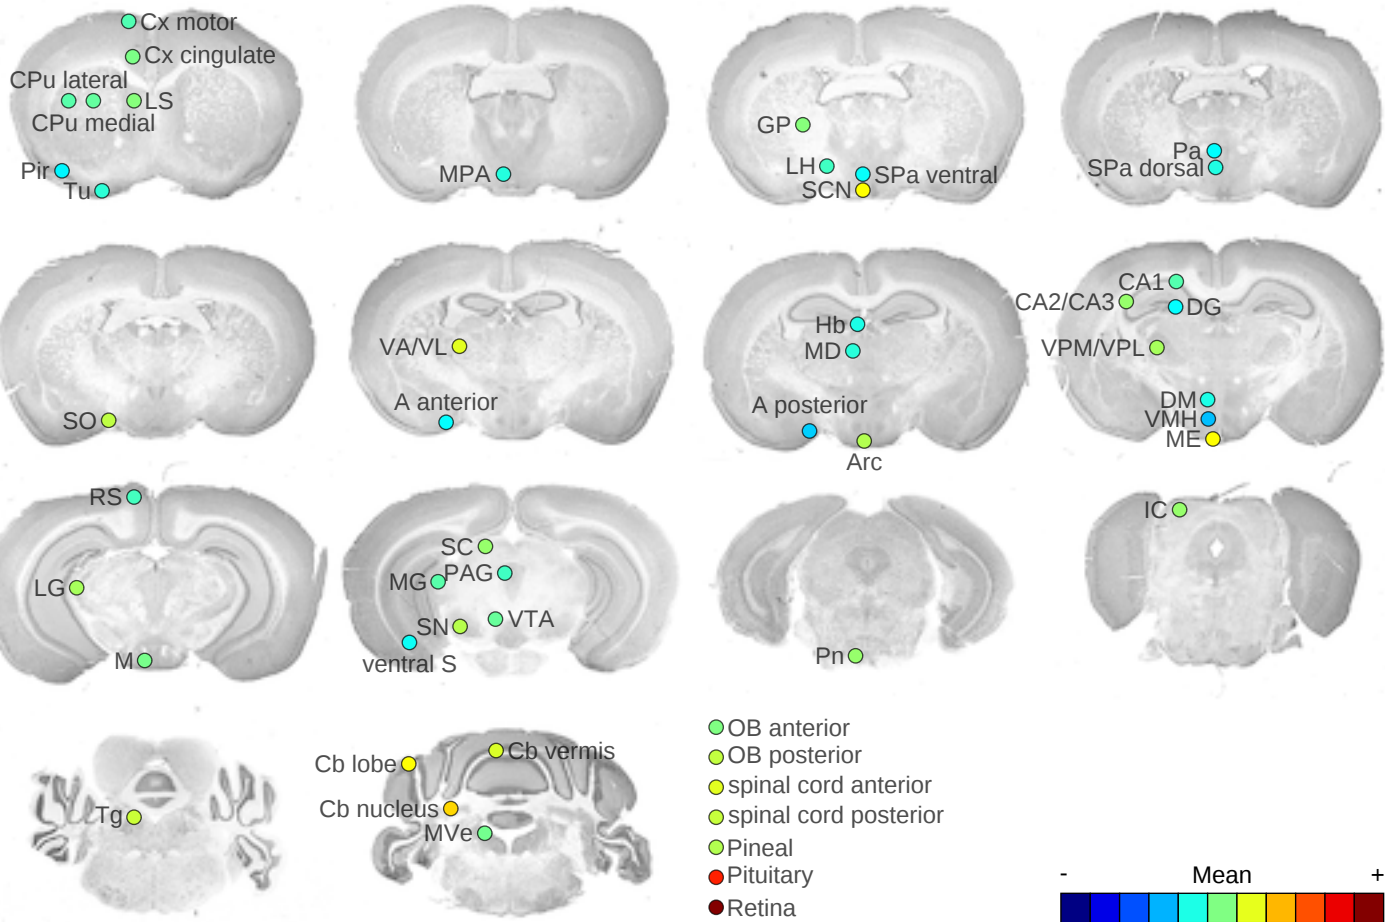 Cx motor
Cx cingulate
CPu lateral
LS
CPu medial
Pir
Tu
MPA
GP
LH
SPa ventral
SCN
Pa
SPa dorsal
SO
VA/VL
A anterior
Hb
MD
A posterior
Arc
CA1
CA2/CA3
DG
VPM/VPL
DM
VMH
ME
RS
LG
M
SC
MG
PAG
SN
VTA
ventral S
Pn
IC
Tg
Cb lobe
Cb vermis
Cb nucleus
MVe
OB anterior
OB posterior
spinal cord anterior
spinal cord posterior
Pineal
Pituitary
Retina
- Mean +